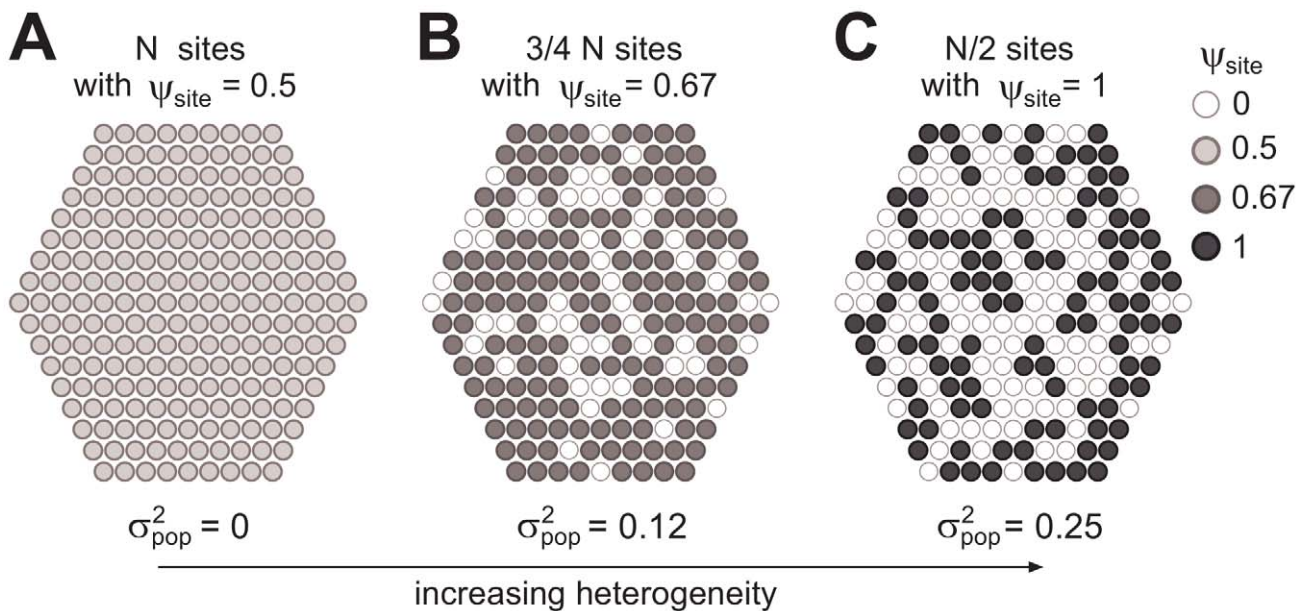 A
N sites
with ψsite = 0.5
B
3/4 N sites
with ψsite = 0.67
C
N/2 sites
with ψsite = 1
ψsite
0
0.5
0.67
1
σ²pop = 0
σ²pop = 0.12
σ²pop = 0.25
increasing heterogeneity